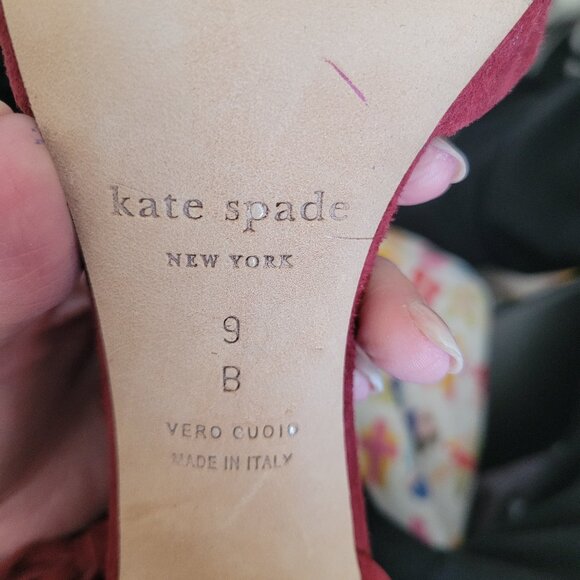 kate spade
NEW YORK
9
B
VERO CUOIO
MADE IN ITALY